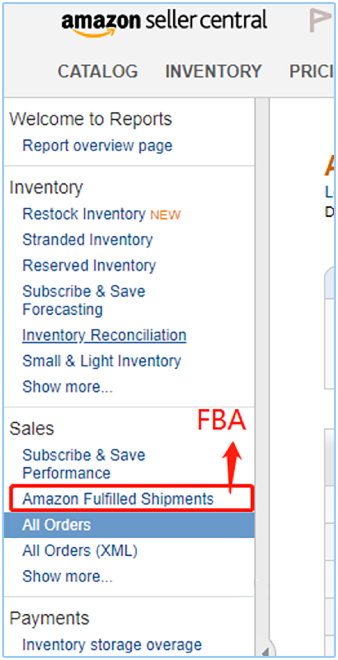 amazon seller central
CATALOG INVENTORY
Welcome to Reports
Report overview page
Inventory
Restock Inventory NEW
Stranded Inventory
Reserved Inventory
Subscribe & Save
Forecasting
Inventory Reconciliation
Small & Light Inventory
Show more...
Sales
FBA
Subscribe & Save
Performance
Amazon Fulfilled Shipments
All Orders
All Orders (XML)
Show more...
Payments
Inventory storage overage